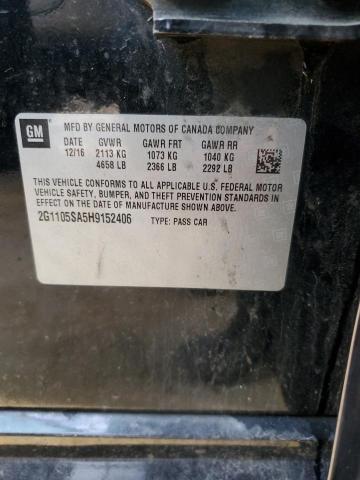 GM MFD BY GENERAL MOTORS OF CANADA COMPANY
DATE GVWR GAWR FRT GAWR RR
12/16 2113 KG 1073 KG 1040 KG
4658 LB 2366 LB 2292 LB
THIS VEHICLE CONFORMS TO ALL APPLICABLE U.S. FEDERAL MOTOR
VEHICLE SAFETY, BUMPER, AND THEFT PREVENTION STANDARDS IN
EFFECT ON THE DATE OF MANUFACTURE SHOWN ABOVE.
2G1105SA5H9152406 TYPE: PASS CAR